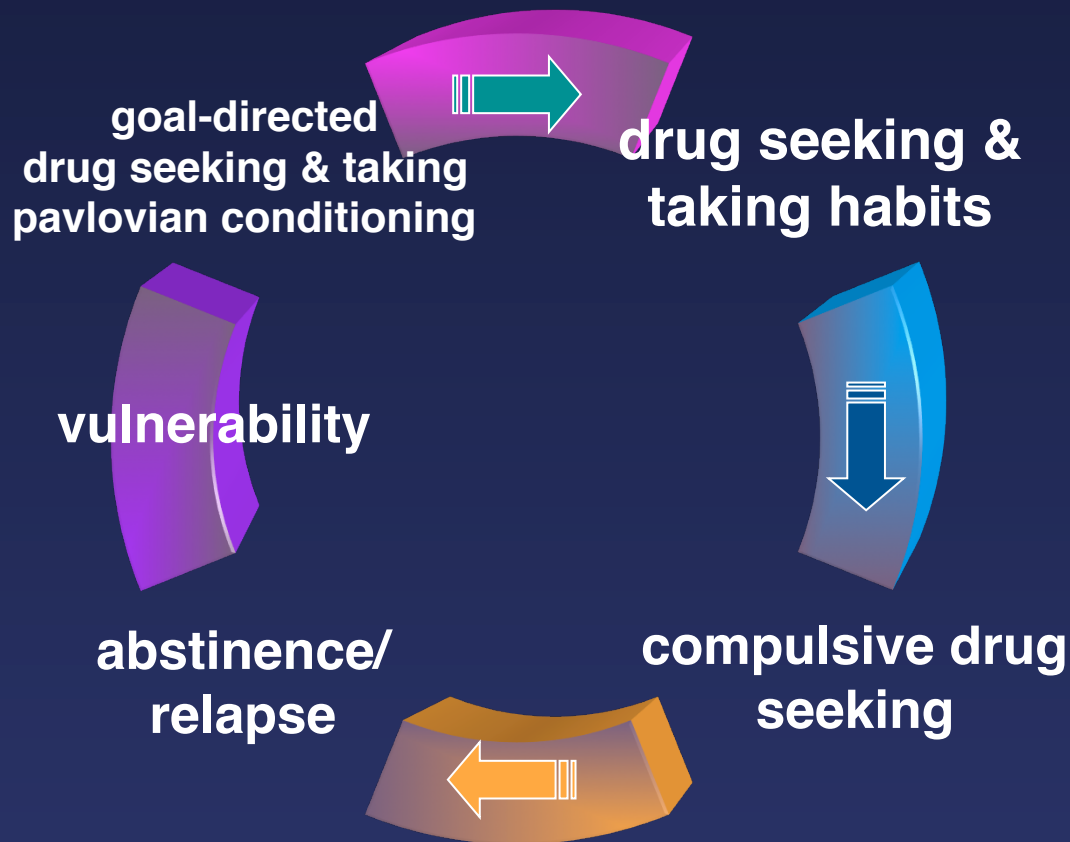 goal-directed
drug seeking & taking
pavlovian conditioning
drug seeking &
taking habits
vulnerability
abstinence/
relapse
compulsive drug
seeking